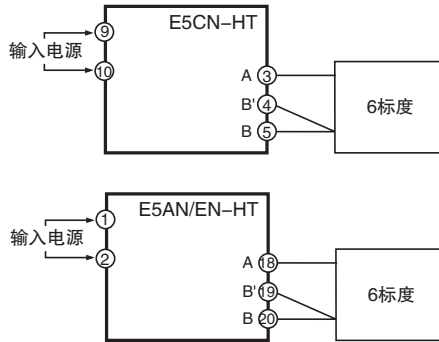 E5CN-HT
输入电源
9
10
A 3
B' 4
B 5
6标度
E5AN/EN-HT
输入电源
1
2
A 18
B' 19
B 20
6标度